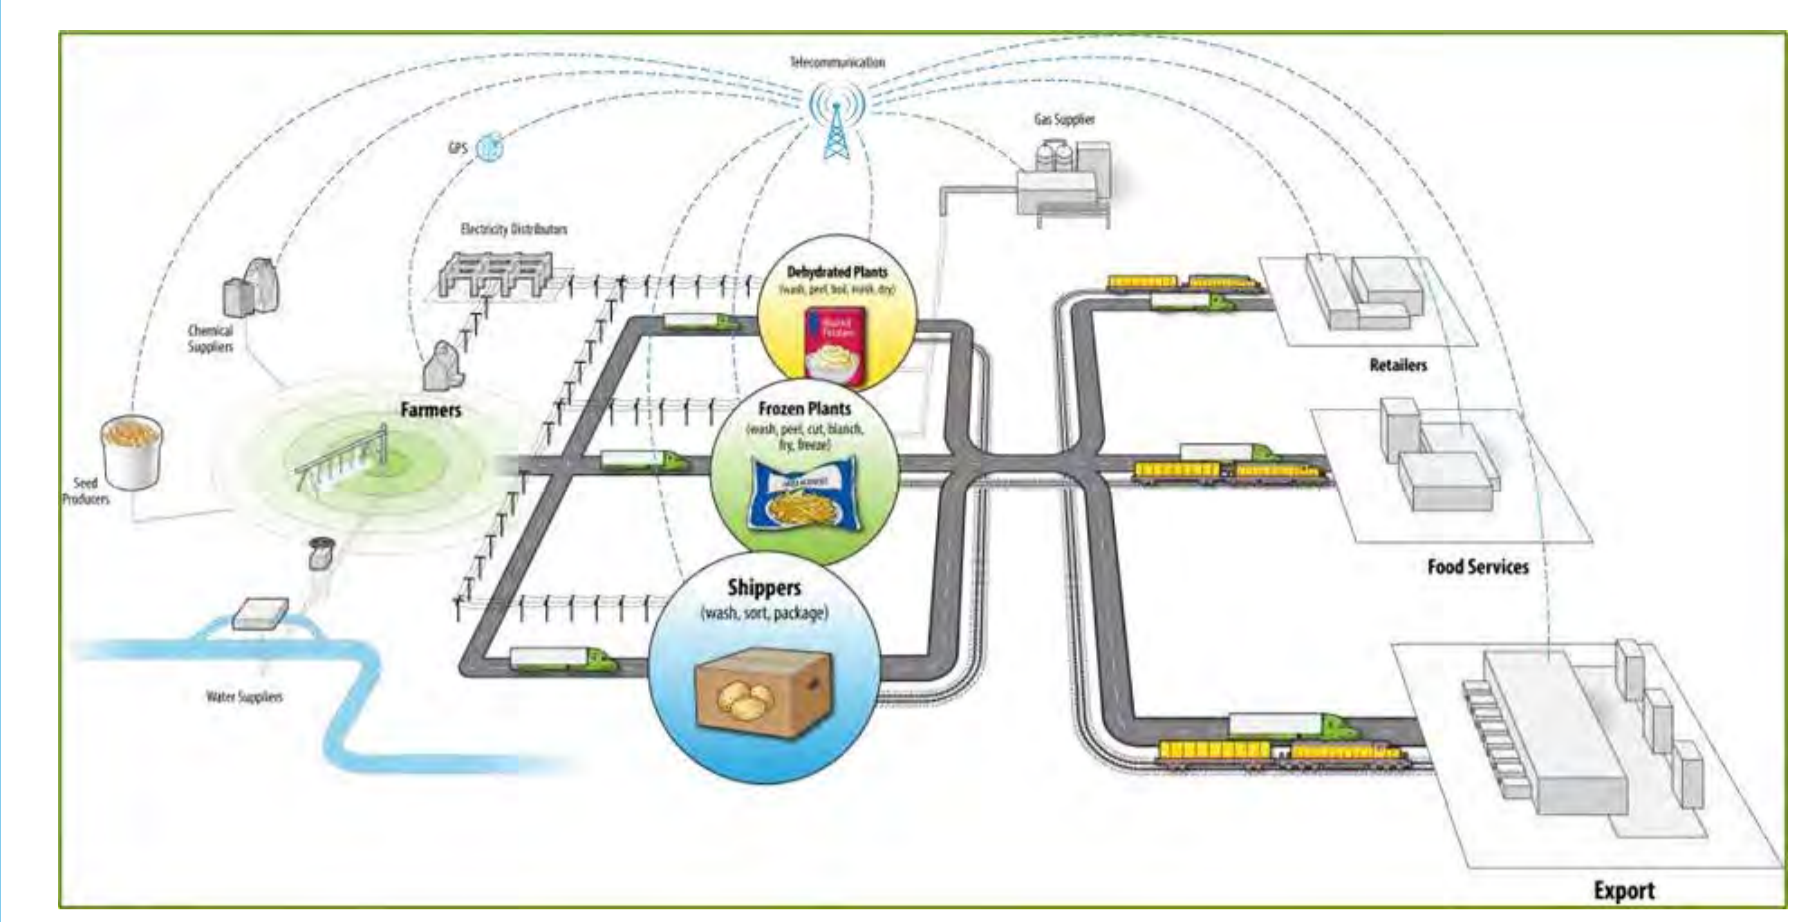 Telecommunication
Gas Supplier
GPS
Electricity Distributors
Dehydrated Plants
(wash, peel, boil, mash, dry)
Chemical
Suppliers
Retailers
Farmers
Frozen Plants
(wash, peel, cut, blanch,
fry, freeze)
Seed
Producers
Food Services
Shippers
(wash, sort, package)
Water Suppliers
Export